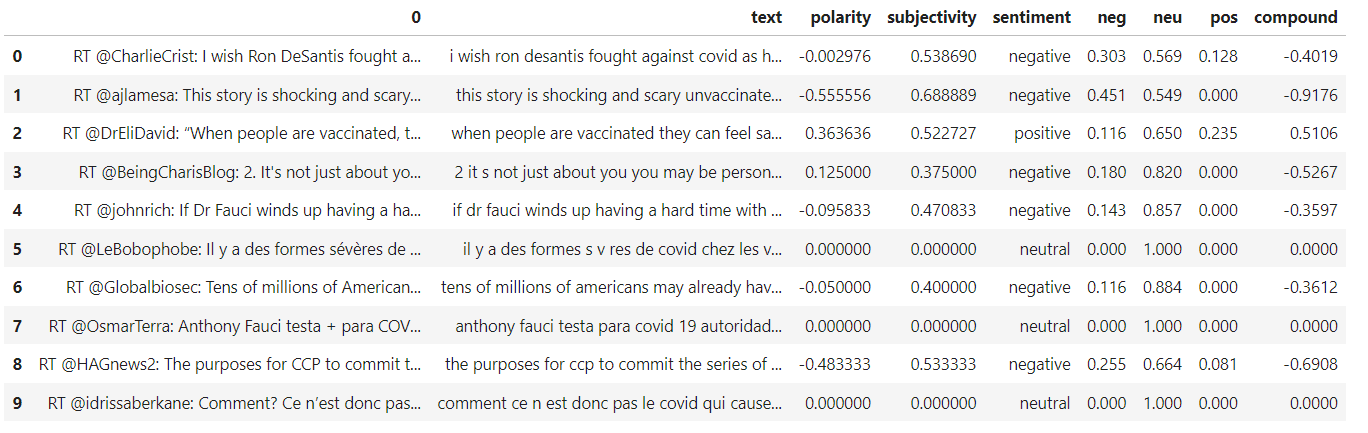 0 text polarity subjectivity sentiment neg neu pos compound
0 RT @CharlieCrist: I wish Ron DeSantis fought a... i wish ron desantis fought against covid as h... -0.002976 0.538690 negative 0.303 0.569 0.128 -0.4019
1 RT @ajlamesa: This story is shocking and scary... this story is shocking and scary unvaccinate... -0.555556 0.688889 negative 0.451 0.549 0.000 -0.9176
2 RT @DrEliDavid: “When people are vaccinated, t... when people are vaccinated they can feel sa... 0.363636 0.522727 positive 0.116 0.650 0.235 0.5106
3 RT @BeingCharisBlog: 2. It's not just about yo... 2 it s not just about you you may be person... 0.125000 0.375000 negative 0.180 0.820 0.000 -0.5267
4 RT @johnrich: If Dr Fauci winds up having a ha... if dr fauci winds up having a hard time with ... -0.095833 0.470833 negative 0.143 0.857 0.000 -0.3597
5 RT @LeBobophobe: Il y a des formes sévères de ... il y a des formes s v res de covid chez les v... 0.000000 0.000000 neutral 0.000 1.000 0.000 0.0000
6 RT @Globalbiosec: Tens of millions of American... tens of millions of americans may already hav... -0.050000 0.400000 negative 0.116 0.884 0.000 -0.3612
7 RT @OsmarTerra: Anthony Fauci testa + para COV... anthony fauci testa para covid 19 autoridad... 0.000000 0.000000 neutral 0.000 1.000 0.000 0.0000
8 RT @HAGnews2: The purposes for CCP to commit t... the purposes for ccp to commit the series of ... -0.483333 0.533333 negative 0.255 0.664 0.081 -0.6908
9 RT @idrissaberkane: Comment? Ce n’est donc pas... comment ce n est donc pas le covid qui cause... 0.000000 0.000000 neutral 0.000 1.000 0.000 0.0000